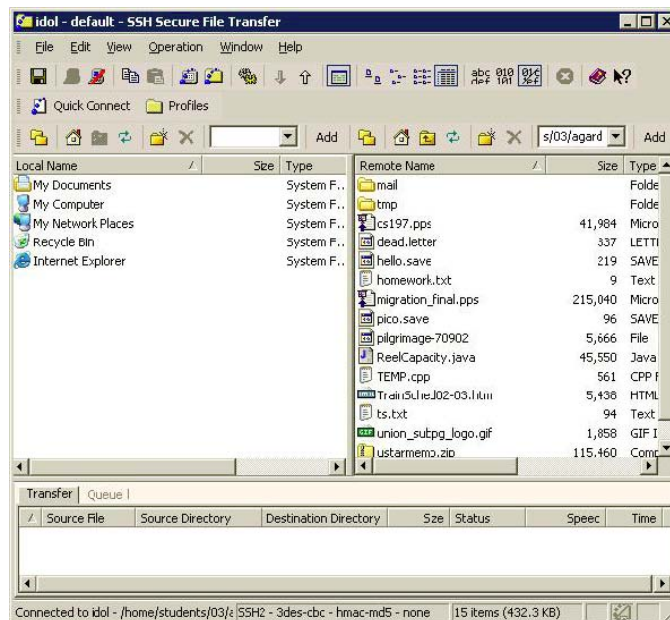 idol - default - SSH Secure File Transfer
File Edit View Operation Window Help
Quick Connect Profiles
Add s/03/agard Add
Local Name / Size Type
My Documents System F..
My Computer System F..
My Network Places System F..
Recycle Bin System F..
Internet Explorer System F..
Remote Name / Size Type
mail Folde
tmp Folde
cs197.pps 41,984 Micro
dead.letter 337 LETTI
hello.save 219 SAVE
homework.txt 9 Text
migration_final.pps 215,040 Micro
pico.save 96 SAVE
pilgrimage-70902 5,666 File
ReelCapacity.java 45,550 Java
TEMP.cpp 561 CPP F
TrainSched02-03.htm 5,438 HTML
ts.txt 94 Text
union_subpg_logo.gif 1,858 GIF I
ustarmemo.zip 115,460 Comp
Transfer Queue
/ Source File Source Directory Destination Directory Size Status Speec Time
Connected to idol - /home/students/03/a SSH2 - 3des-cbc - hmac-md5 - none 15 items (432.3 KB)